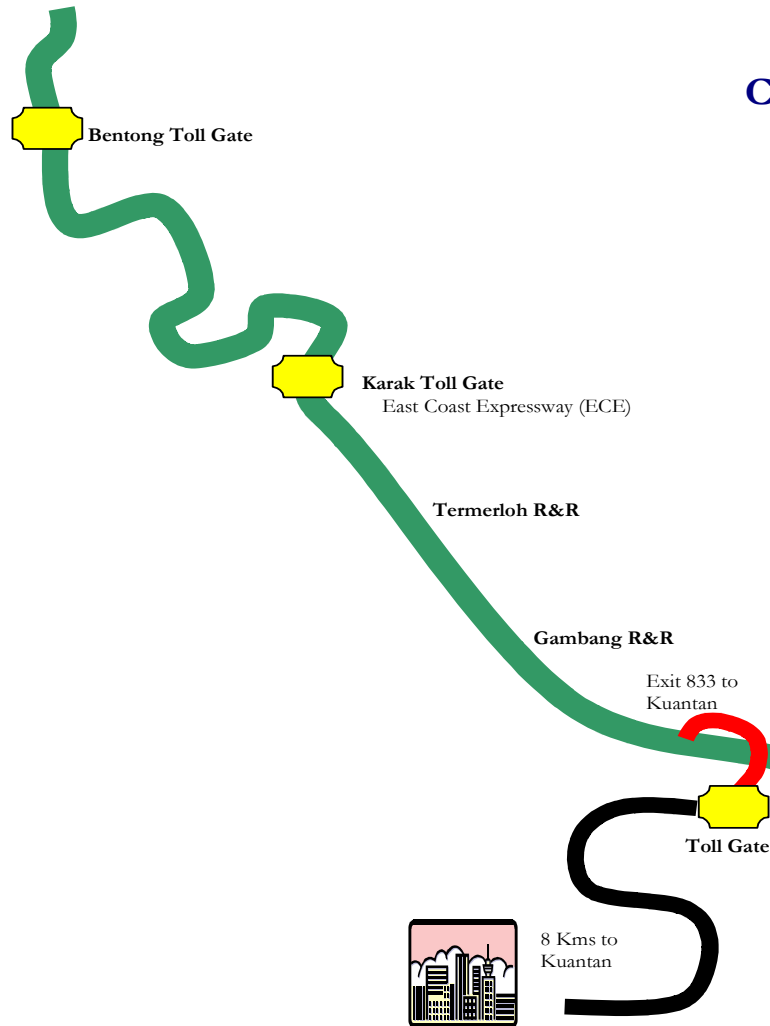 C
Bentong Toll Gate
Karak Toll Gate
East Coast Expressway (ECE)
Termerloh R&R
Gambang R&R
Exit 833 to
Kuantan
Toll Gate
8 Kms to
Kuantan